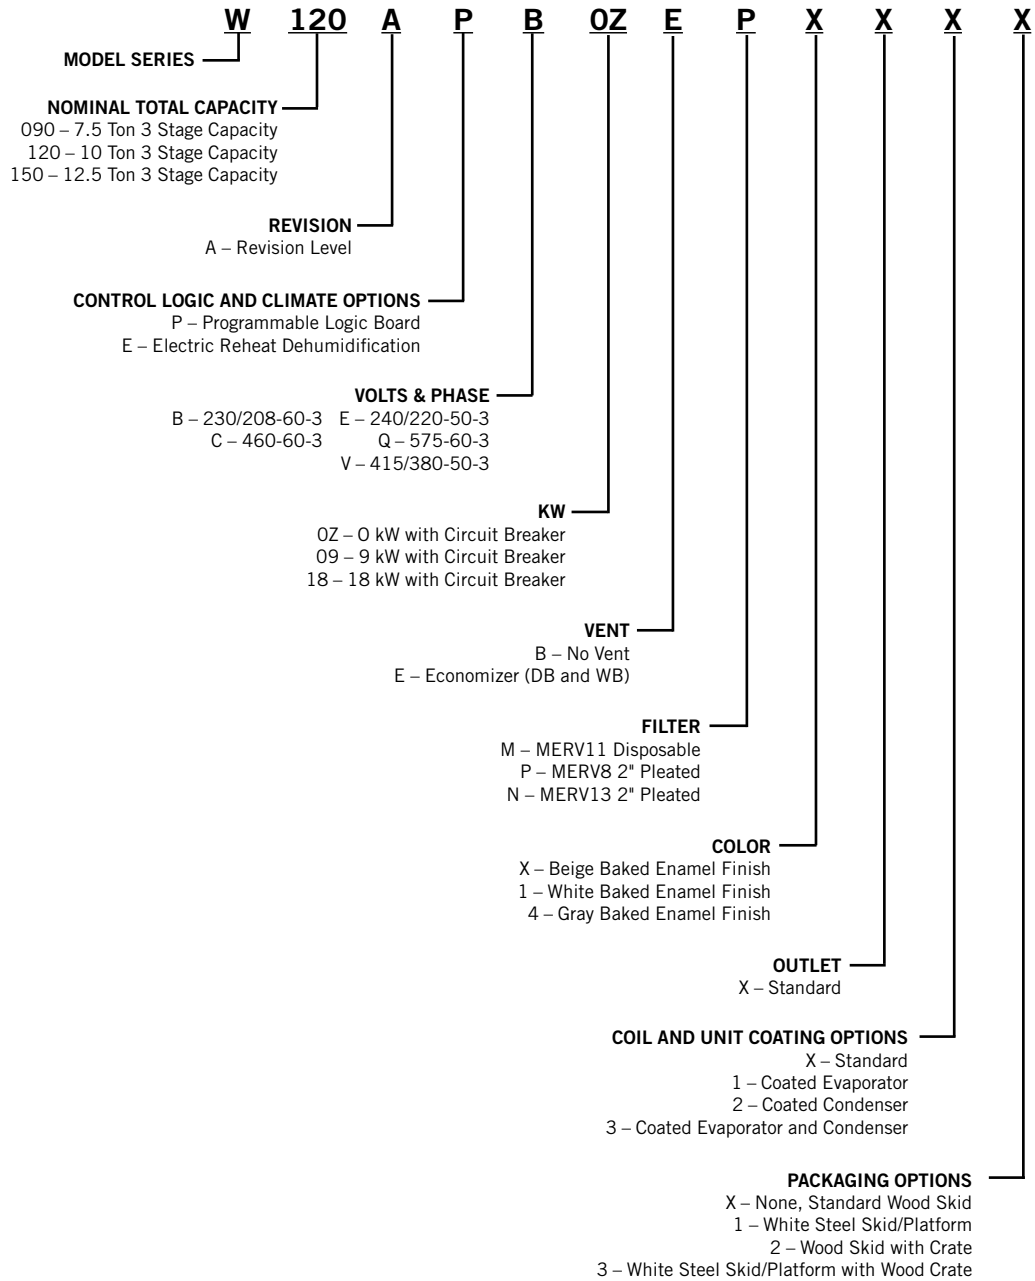 W 120 A P B 0Z E P X X X X
MODEL SERIES
NOMINAL TOTAL CAPACITY
090 – 7.5 Ton 3 Stage Capacity
120 – 10 Ton 3 Stage Capacity
150 – 12.5 Ton 3 Stage Capacity
REVISION
A – Revision Level
CONTROL LOGIC AND CLIMATE OPTIONS
P – Programmable Logic Board
E – Electric Reheat Dehumidification
VOLTS & PHASE
B – 230/208-60-3 E – 240/220-50-3
C – 460-60-3 Q – 575-60-3
V – 415/380-50-3
KW
0Z – 0 kW with Circuit Breaker
09 – 9 kW with Circuit Breaker
18 – 18 kW with Circuit Breaker
VENT
B – No Vent
E – Economizer (DB and WB)
FILTER
M – MERV11 Disposable
P – MERV8 2" Pleated
N – MERV13 2" Pleated
COLOR
X – Beige Baked Enamel Finish
1 – White Baked Enamel Finish
4 – Gray Baked Enamel Finish
OUTLET
X – Standard
COIL AND UNIT COATING OPTIONS
X – Standard
1 – Coated Evaporator
2 – Coated Condenser
3 – Coated Evaporator and Condenser
PACKAGING OPTIONS
X – None, Standard Wood Skid
1 – White Steel Skid/Platform
2 – Wood Skid with Crate
3 – White Steel Skid/Platform with Wood Crate